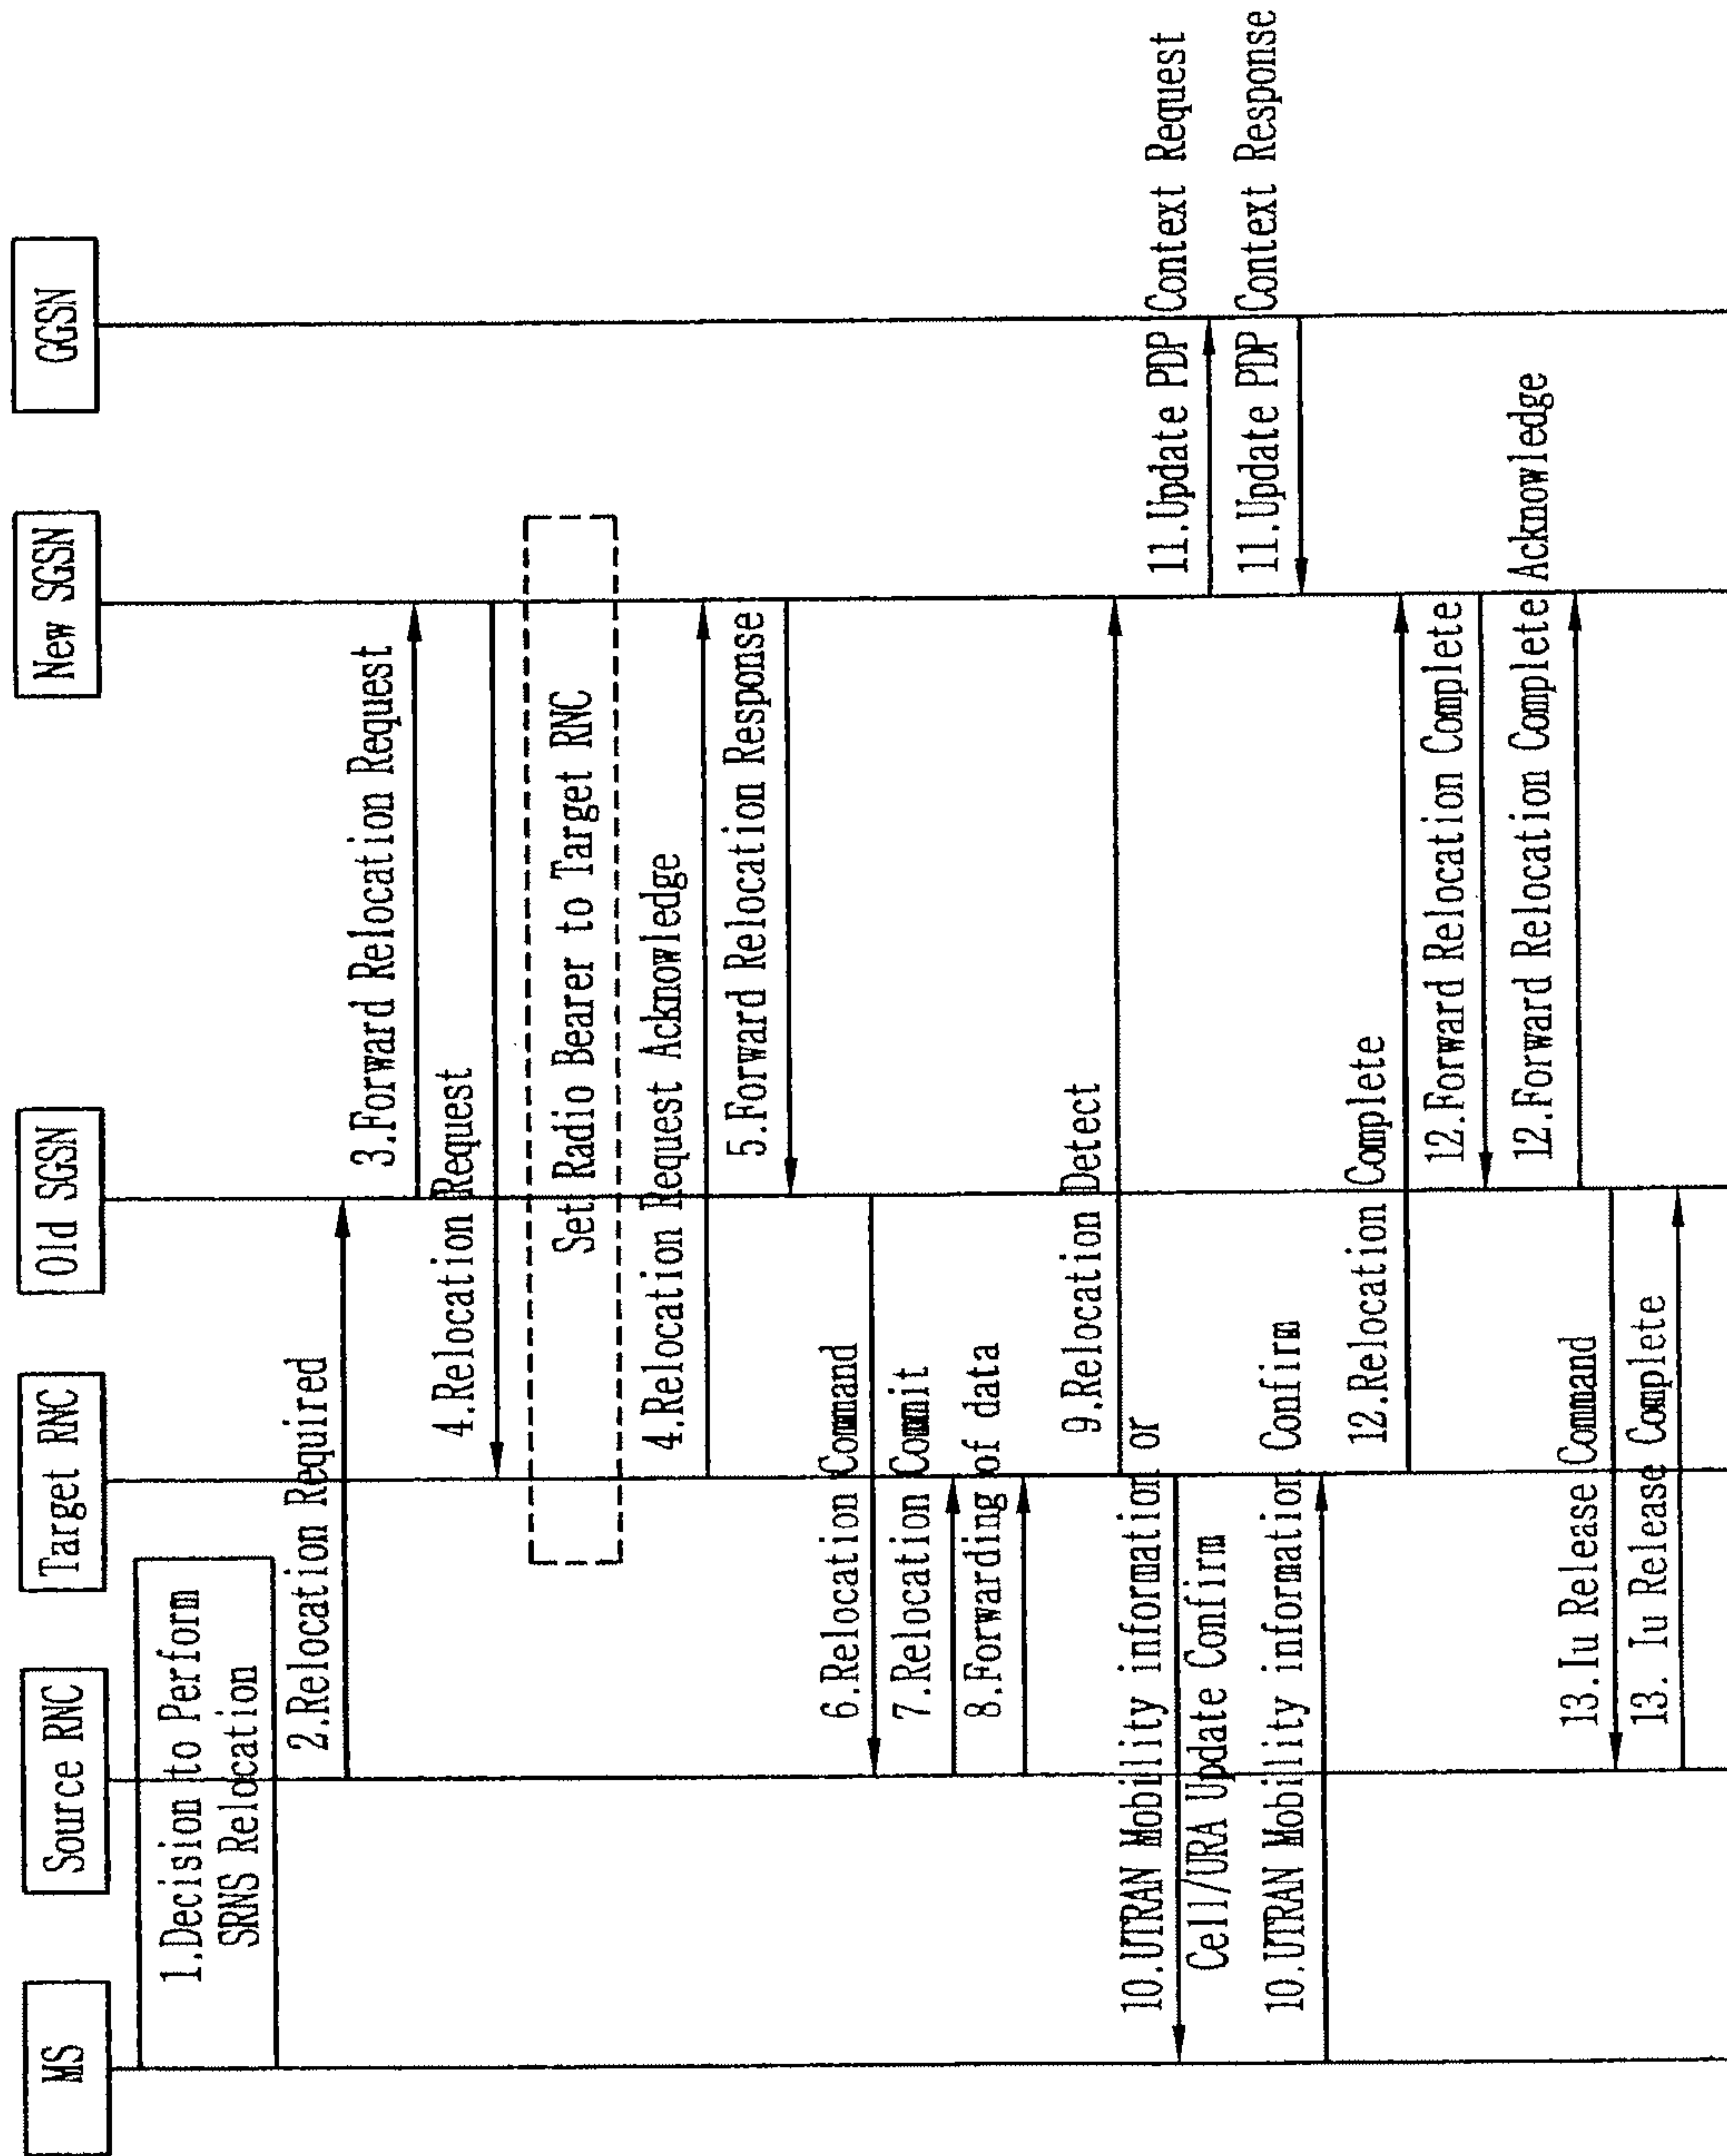 MS
Source RNC
Target RNC
Old SGSN
New SGSN
GGSN
1.Decision to Perform
SRNS Relocation
2.Relocation Required
3.Forward Relocation Request
4.Relocation Request
Set Radio Bearer to Target RNC
4.Relocation Request Acknowledge
5.Forward Relocation Response
6.Relocation Command
7.Relocation Commit
8.Forwarding of data
9.Relocation Detect
10.UTRAN Mobility information or
Cell/URA Update Confirm
11.Update PDP Context Request
11.Update PDP Context Response
10.UTRAN Mobility information Confirm
12.Relocation Complete
12.Forward Relocation Complete
12.Forward Relocation Complete Acknowledge
13.Iu Release Command
13. Iu Release Complete